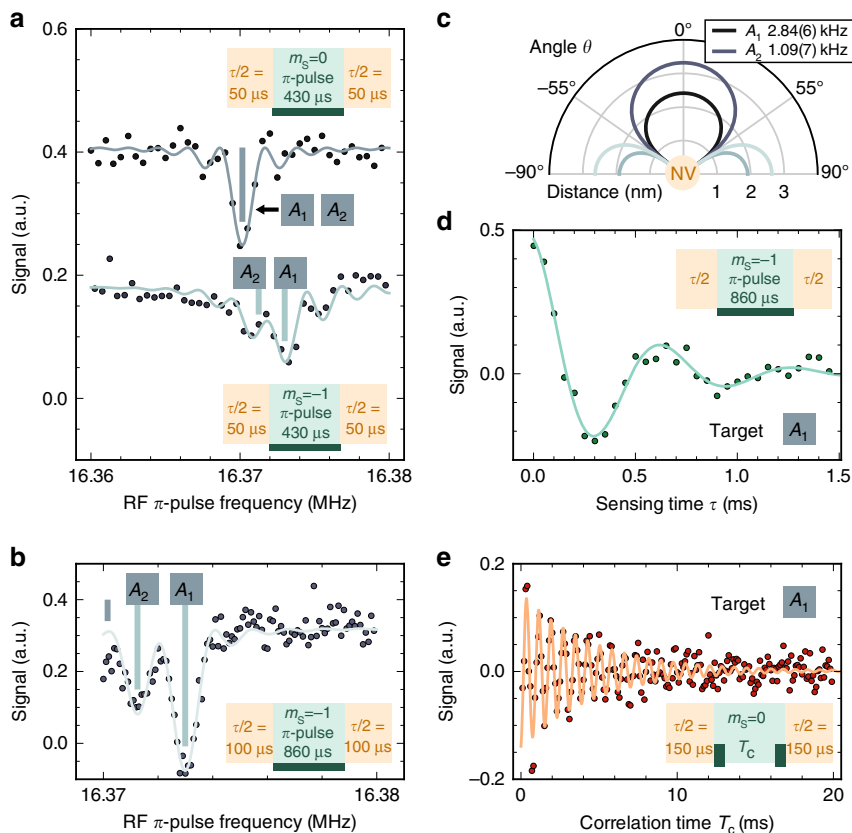 a
0.6
0.4
0.2
0.0
Signal (a.u.)
τ/2 =
50 μs
mS=0
π-pulse
430 μs
τ/2 =
50 μs
A1 A2
A2 A1
τ/2 =
50 μs
mS=−1
π-pulse
430 μs
τ/2 =
50 μs
16.36 16.37 16.38
RF π-pulse frequency (MHz)
b
0.4
0.2
0.0
Signal (a.u.)
A2 A1
τ/2 =
100 μs
mS=−1
π-pulse
860 μs
τ/2 =
100 μs
16.37 16.38
RF π-pulse frequency (MHz)
c
A1 2.84(6) kHz
A2 1.09(7) kHz
Angle θ
0°
−55° 55°
−90° 90°
NV
Distance (nm) 1 2 3
d
0.5
0.0
Signal (a.u.)
τ/2
mS=−1
π-pulse
860 μs
τ/2
Target A1
0.0 0.5 1.0 1.5
Sensing time τ (ms)
e
0.2
0.0
−0.2
Signal (a.u.)
Target A1
τ/2 =
150 μs
mS=0
Tc
τ/2 =
150 μs
0 10 20
Correlation time Tc (ms)